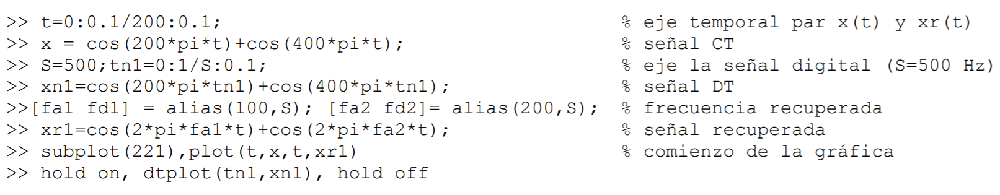 >> t=0:0.1/200:0.1; % eje temporal par x(t) y xr(t)
>> x = cos(200*pi*t)+cos(400*pi*t); % señal CT
>> S=500;tn1=0:1/S:0.1; % eje la señal digital (S=500 Hz)
>> xn1=cos(200*pi*tn1)+cos(400*pi*tn1); % señal DT
>>[fa1 fd1] = alias(100,S); [fa2 fd2]= alias(200,S); % frecuencia recuperada
>> xr1=cos(2*pi*fa1*t)+cos(2*pi*fa2*t); % señal recuperada
>> subplot(221),plot(t,x,t,xr1) % comienzo de la gráfica
>> hold on, dtplot(tn1,xn1), hold off